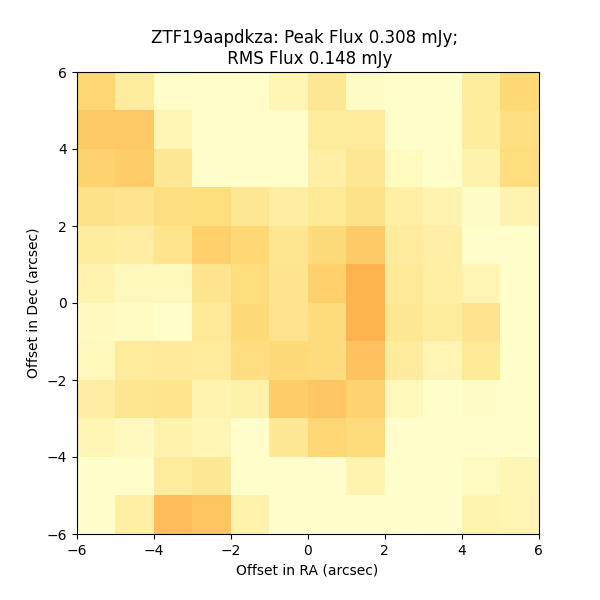 ZTF19aapdkza: Peak Flux 0.308 mJy;
RMS Flux 0.148 mJy
6
4
2
0
−2
−4
−6
Offset in Dec (arcsec)
−6 −4 −2 0 2 4 6
Offset in RA (arcsec)